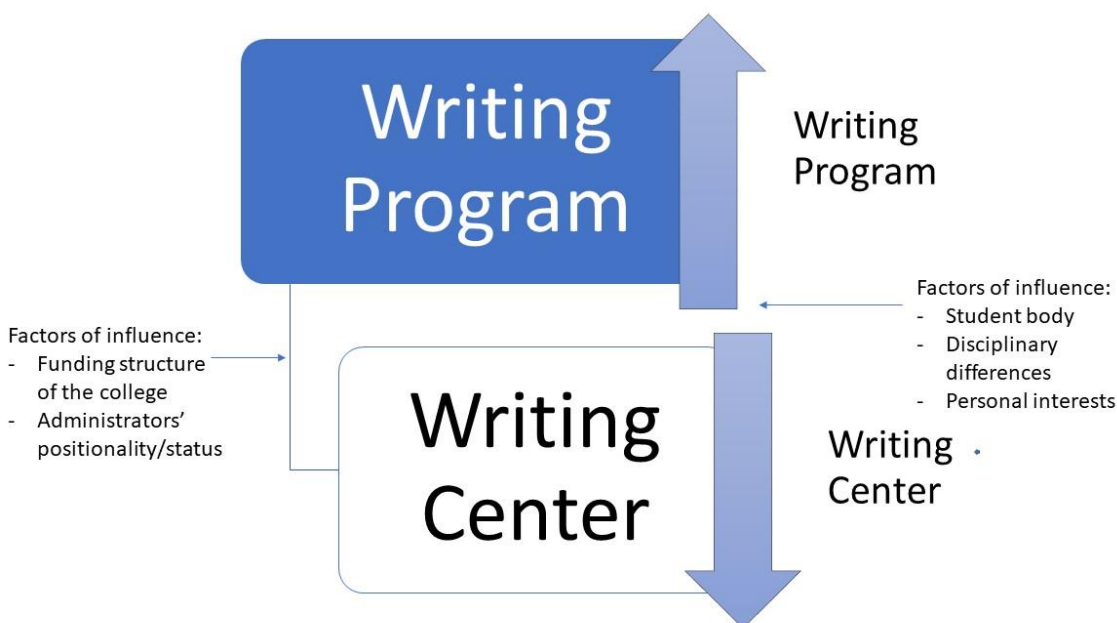 Writing
Program
Writing
Program
Factors of influence:
- Funding structure
of the college
- Administrators’
positionality/status
Factors of influence:
- Student body
- Disciplinary
differences
- Personal interests
Writing
Center
Writing
Center